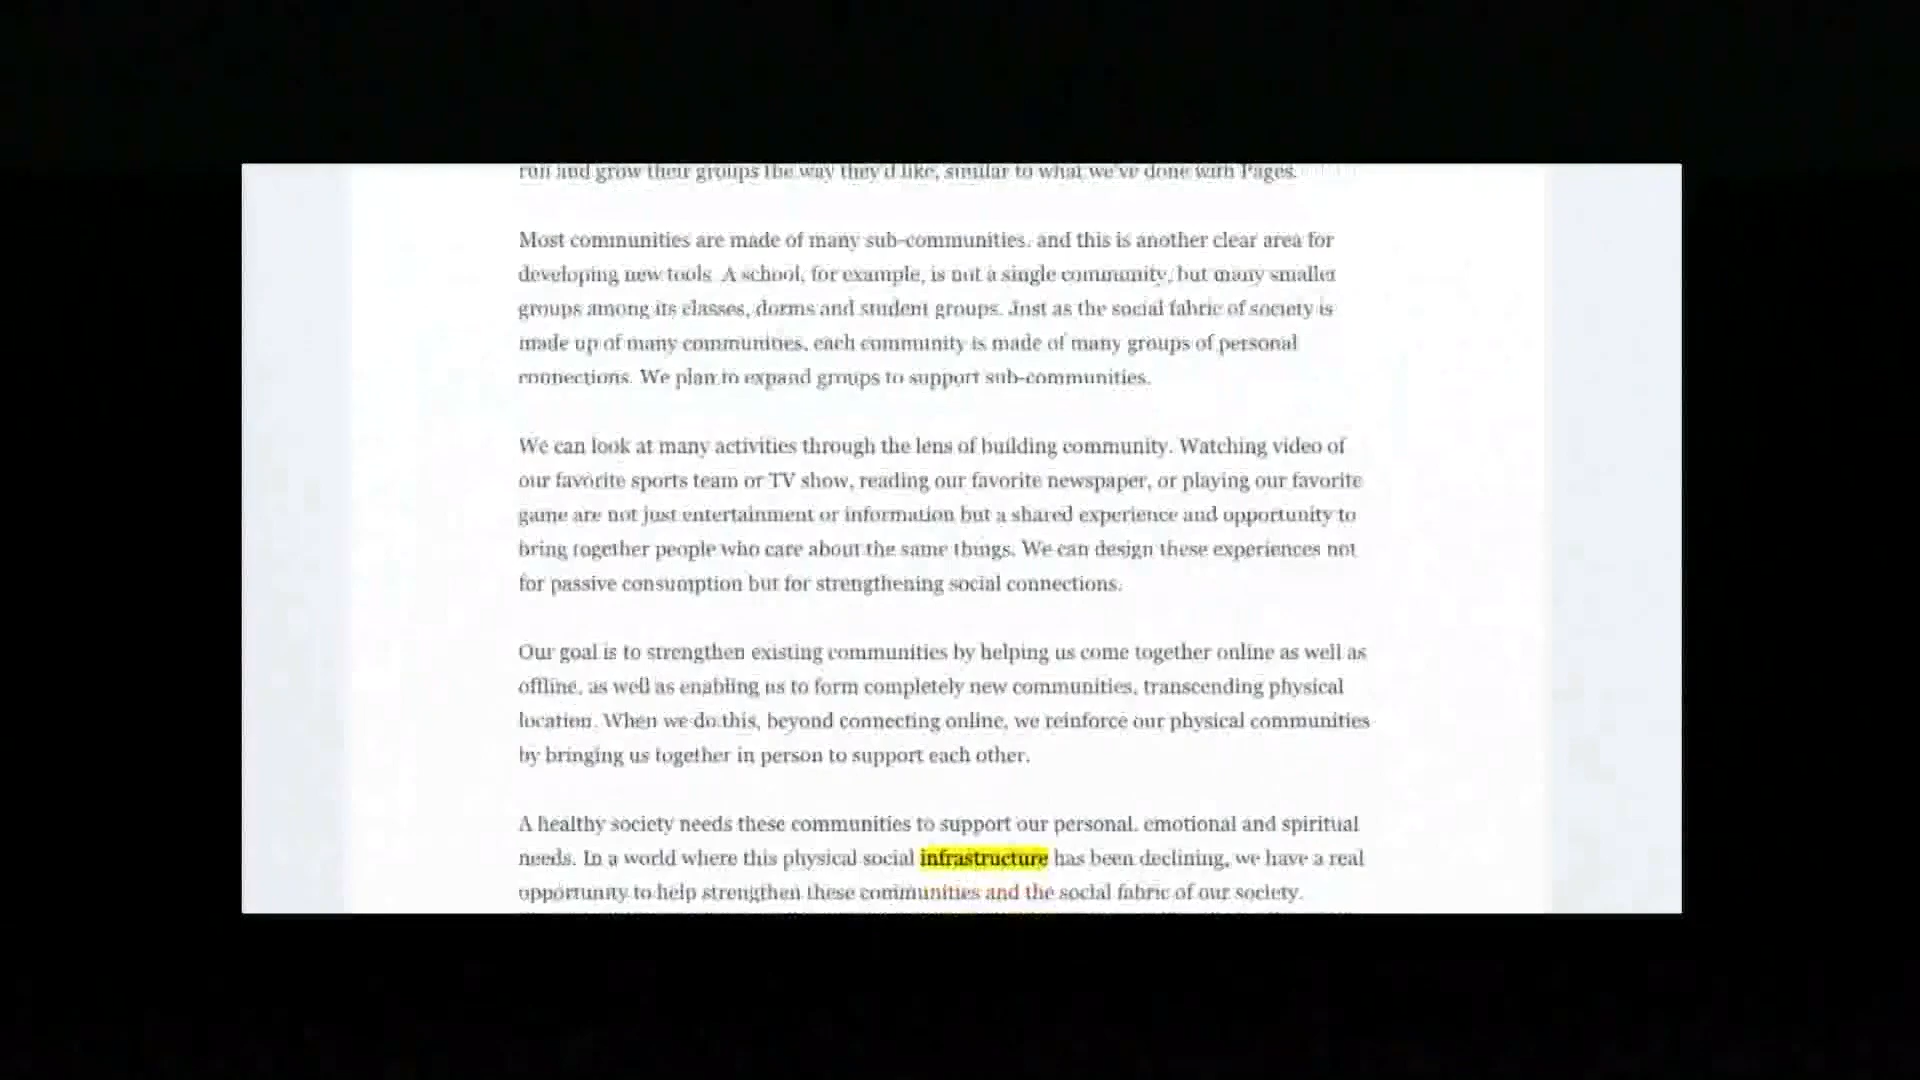 run and grow their groups the way they'd like, similar to what we've done with Pages.
Most communities are made of many sub-communities, and this is another clear area for
developing new tools. A school, for example, is not a single community, but many smaller
groups among its classes, dorms and student groups. Just as the social fabric of society is
made up of many communities, each community is made of many groups of personal
connections. We plan to expand groups to support sub-communities.
We can look at many activities through the lens of building community. Watching video of
our favorite sports team or TV show, reading our favorite newspaper, or playing our favorite
game are not just entertainment or information but a shared experience and opportunity to
bring together people who care about the same things. We can design these experiences not
for passive consumption but for strengthening social connections.
Our goal is to strengthen existing communities by helping us come together online as well as
offline, as well as enabling us to form completely new communities, transcending physical
location. When we do this, beyond connecting online, we reinforce our physical communities
by bringing us together in person to support each other.
A healthy society needs these communities to support our personal, emotional and spiritual
needs. In a world where this physical social infrastructure has been declining, we have a real
opportunity to help strengthen these communities and the social fabric of our society.